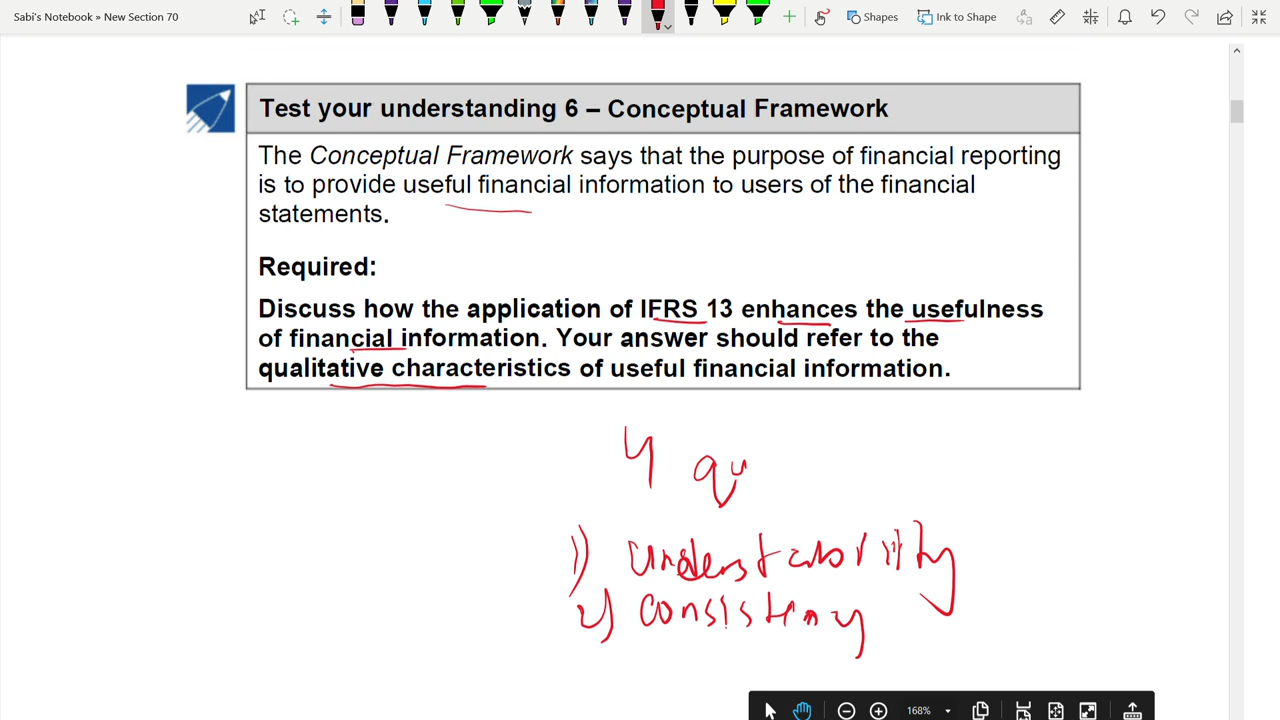 Sabi's Notebook » New Section 70
Shapes
Ink to Shape
Test your understanding 6 – Conceptual Framework
The Conceptual Framework says that the purpose of financial reporting
is to provide useful financial information to users of the financial
statements.
Required:
Discuss how the application of IFRS 13 enhances the usefulness
of financial information. Your answer should refer to the
qualitative characteristics of useful financial information.
4 qu
1)
2) consistency
168%